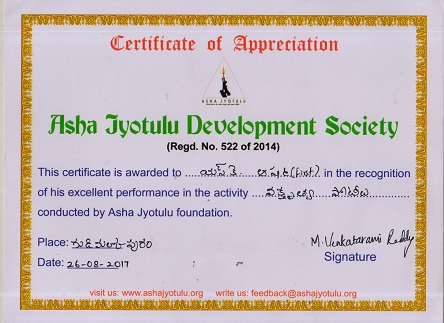 Certificate of Appreciation
ASHA JYOTULU
Asha Jyotulu Development Society
(Regd. No. 522 of 2014)
This certificate is awarded to ...... (First) in the recognition
of his excellent performance in the activity ......
conducted by Asha Jyotulu foundation.
Place:
Date: 26-08-2017
M. Venkatarami Reddy
Signature
visit us: www.ashajyotulu.org write us: feedback@ashajyotulu.org